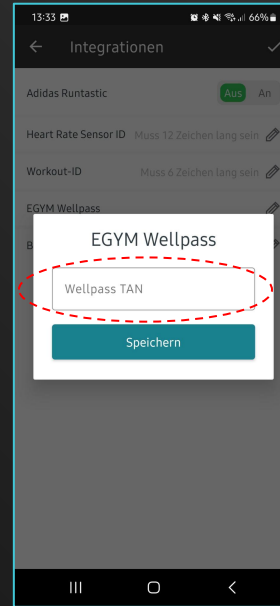 13:33 66%
Integrationen
Adidas Runtastic Aus An
Heart Rate Sensor ID Muss 12 Zeichen lang sein
Workout-ID Muss 6 Zeichen lang sein
EGYM Wellpass
B
EGYM Wellpass
Wellpass TAN
Speichern